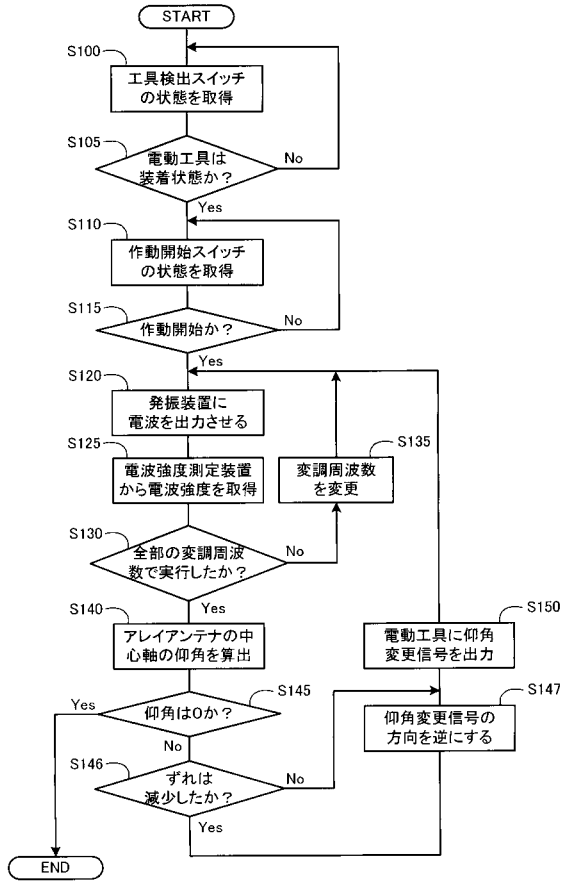 START
S100
工具検出スイッチ
の状態を取得
S105
電動工具は
装着状態か？
No
Yes
S110
作動開始スイッチ
の状態を取得
S115
作動開始か？
No
Yes
S120
発振装置に
電波を出力させる
S125
電波強度測定装置
から電波強度を取得
S135
変調周波数
を変更
S130
全部の変調周波
数で実行したか？
No
Yes
S140
アレイアンテナの中
心軸の仰角を算出
S150
電動工具に仰角
変更信号を出力
S145
仰角は0か？
Yes
No
S147
仰角変更信号の
方向を逆にする
S146
ずれは
減少したか？
No
Yes
END